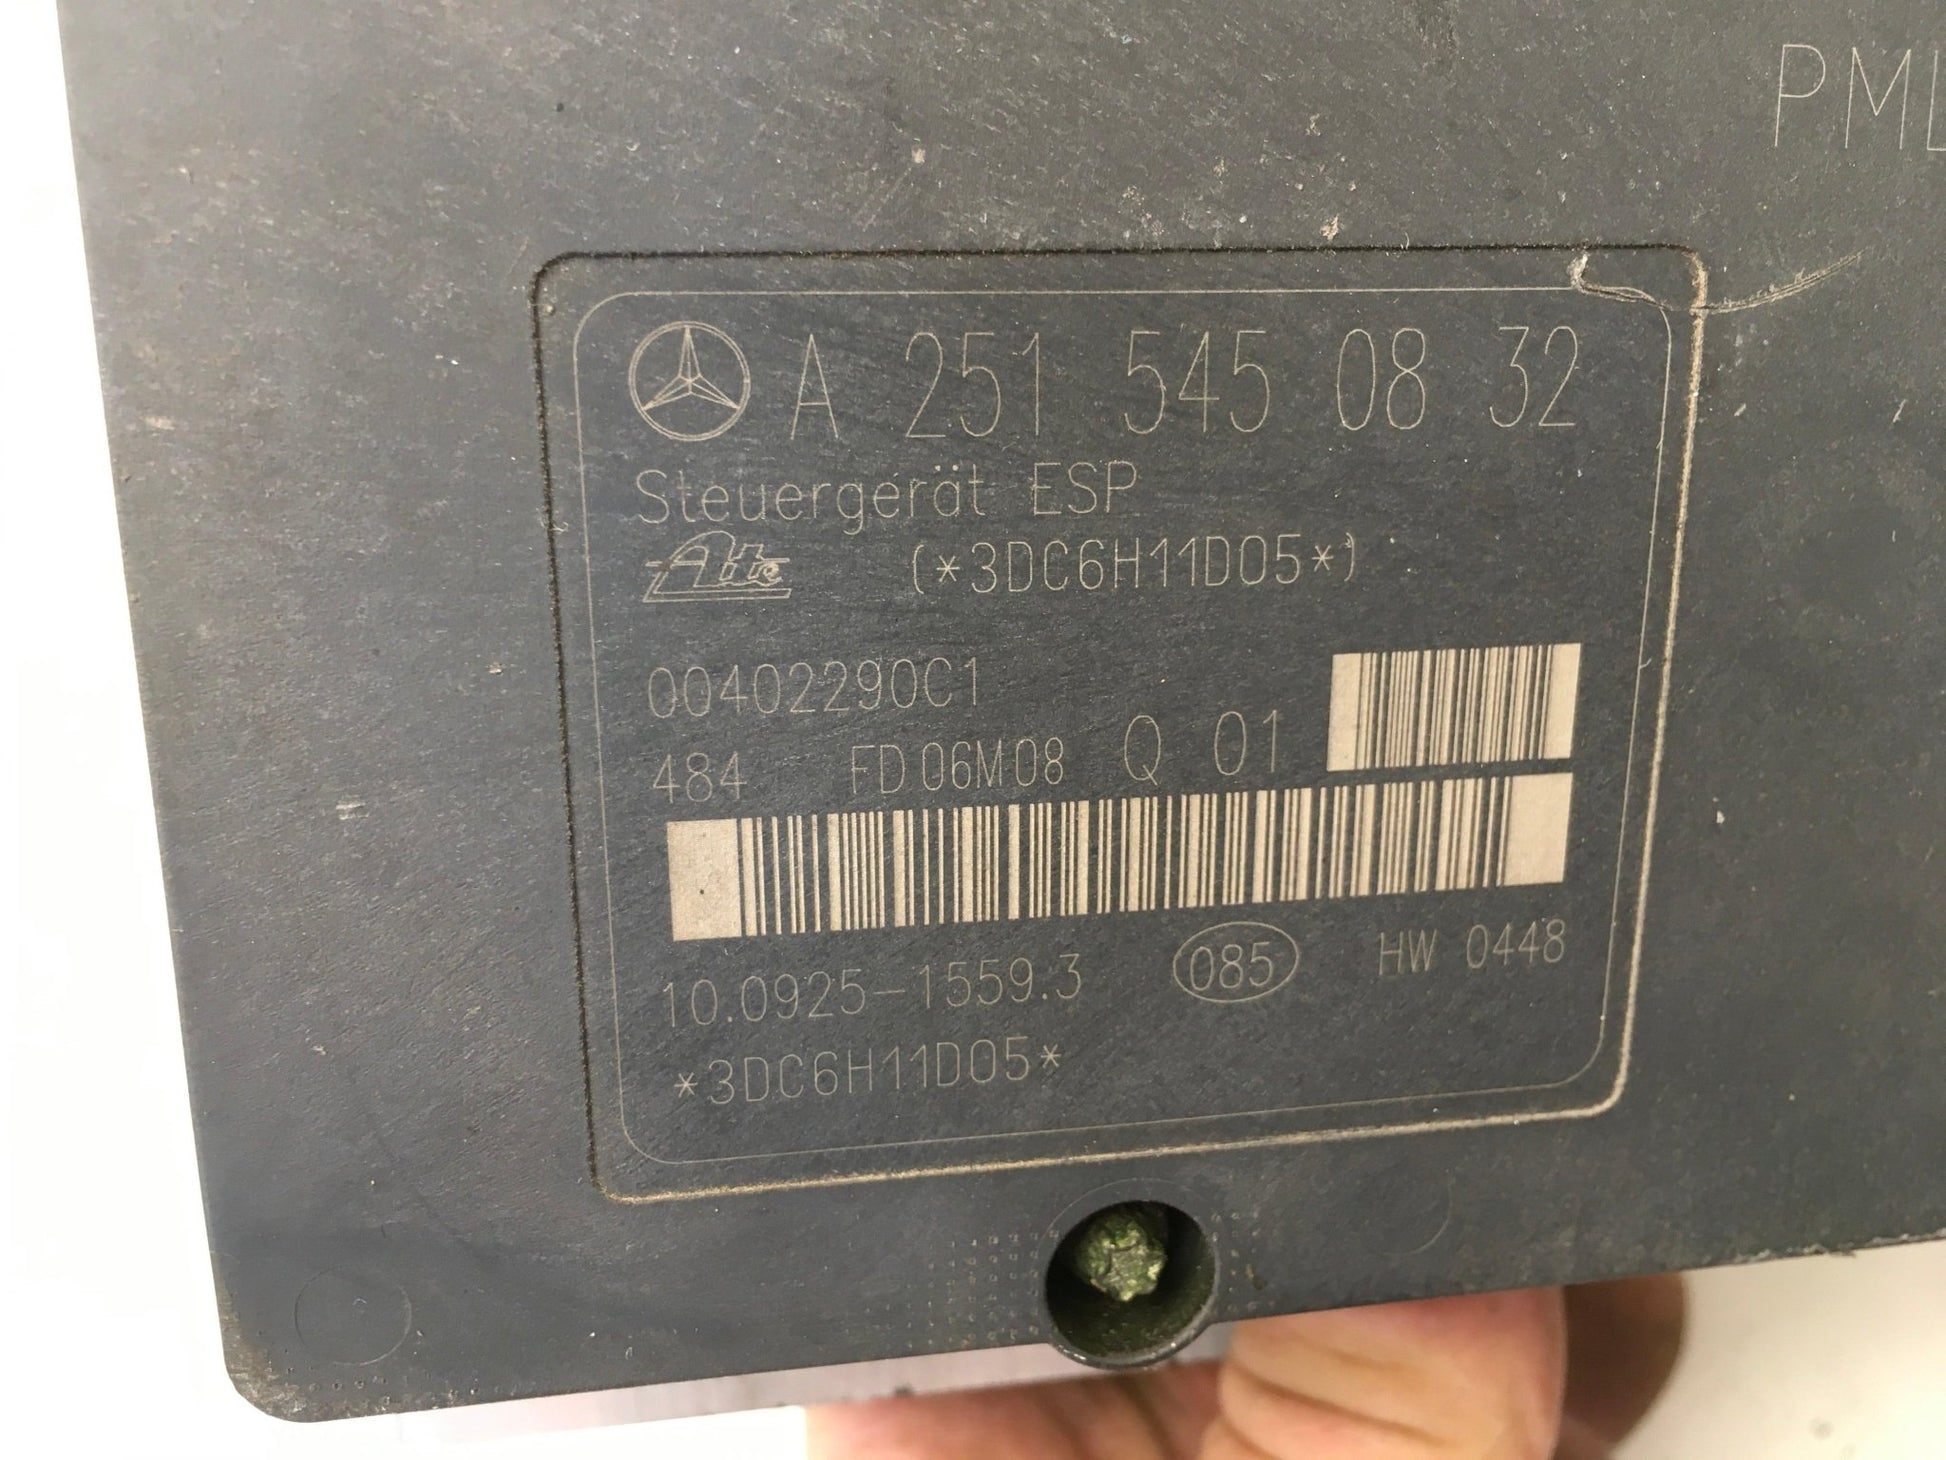 PML
A 251 545 08 32
Steuergerät ESP
Ate (*3DC6H11D05*)
00402290C1
484 FD 06M08 Q 01
10.0925-1559.3 085 HW 0448
*3DC6H11D05*